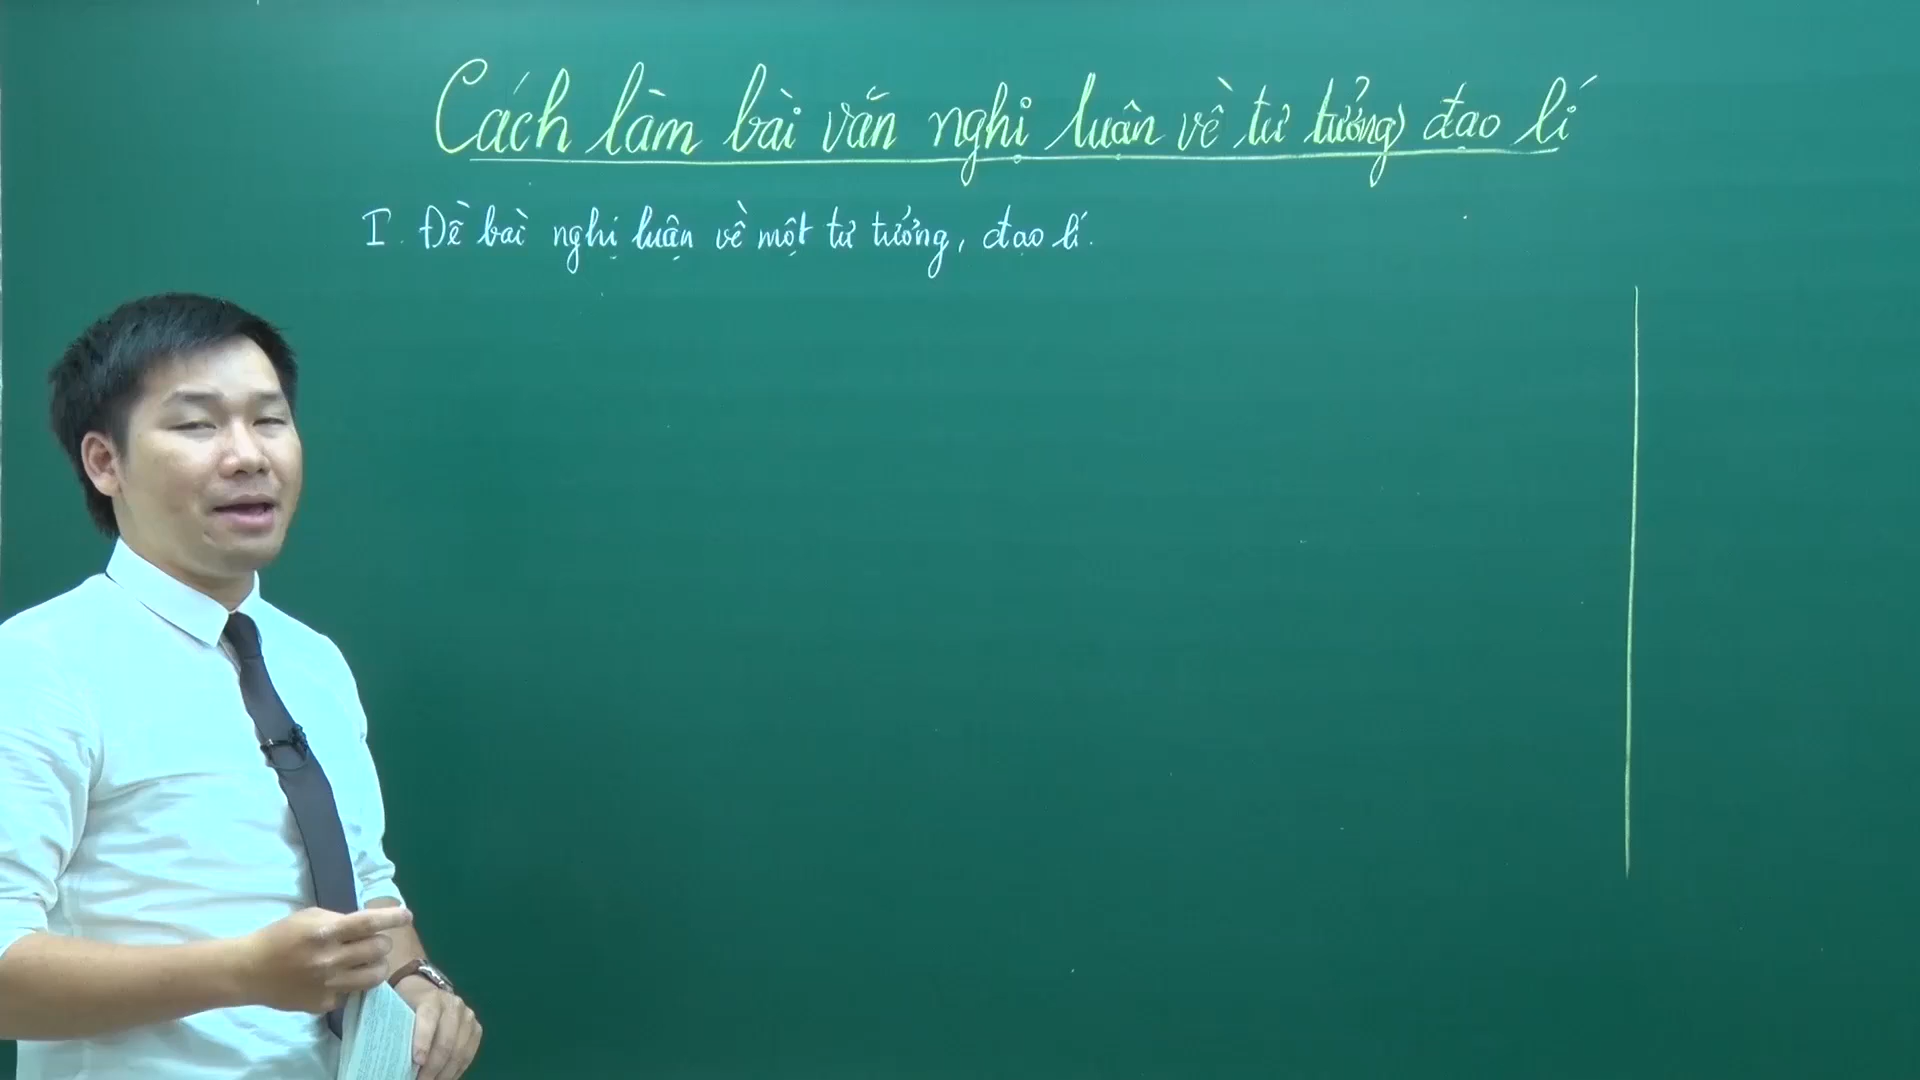 Cách làm bài văn nghị luận về tư tưởng đạo lí
I. Đề bài nghị luận về một tư tưởng, đạo lí.